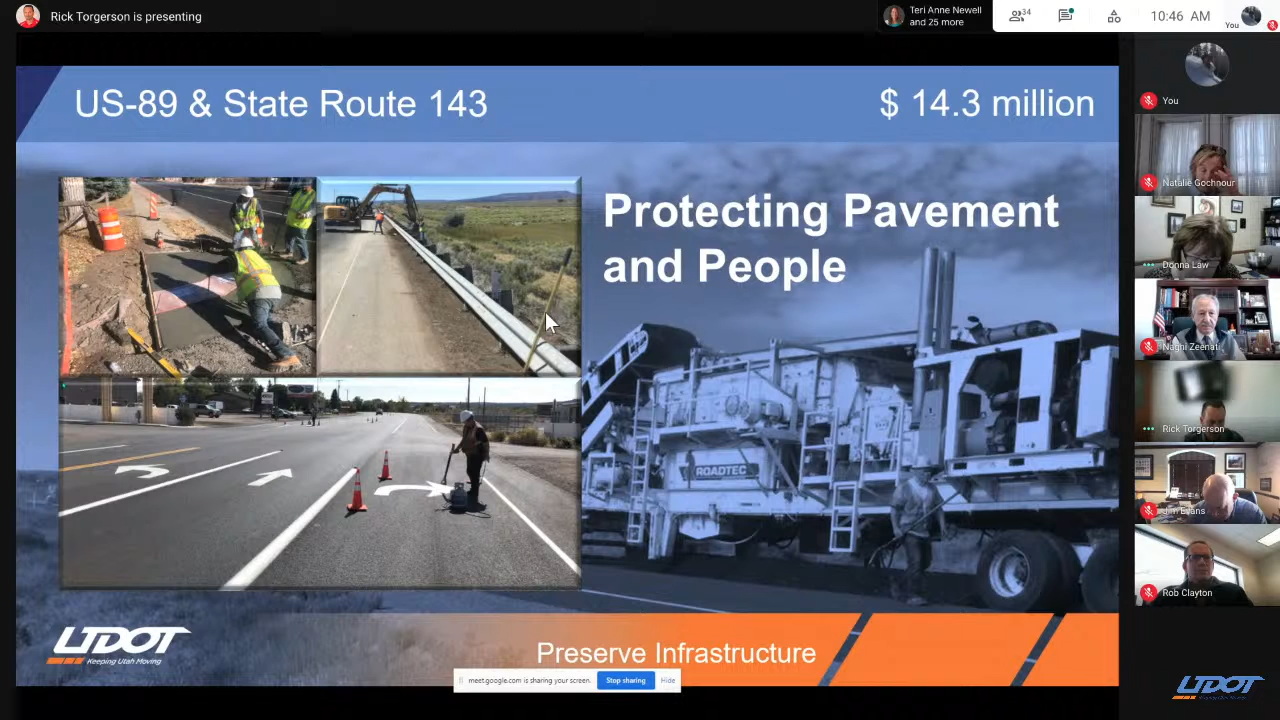 Rick Torgerson is presenting
Teri Anne Newell
and 25 more
34
10:46 AM
You
US-89 & State Route 143
$ 14.3 million
Protecting Pavement
and People
ROADTEC
UDOT
Keeping Utah Moving
Preserve Infrastructure
meet.google.com is sharing your screen.
Stop sharing
Hide
You
Natalie Gochnour
Donna Law
Naghi Zeenati
Rick Torgerson
Jim Evans
Rob Clayton
UDOT
Keeping Utah Moving